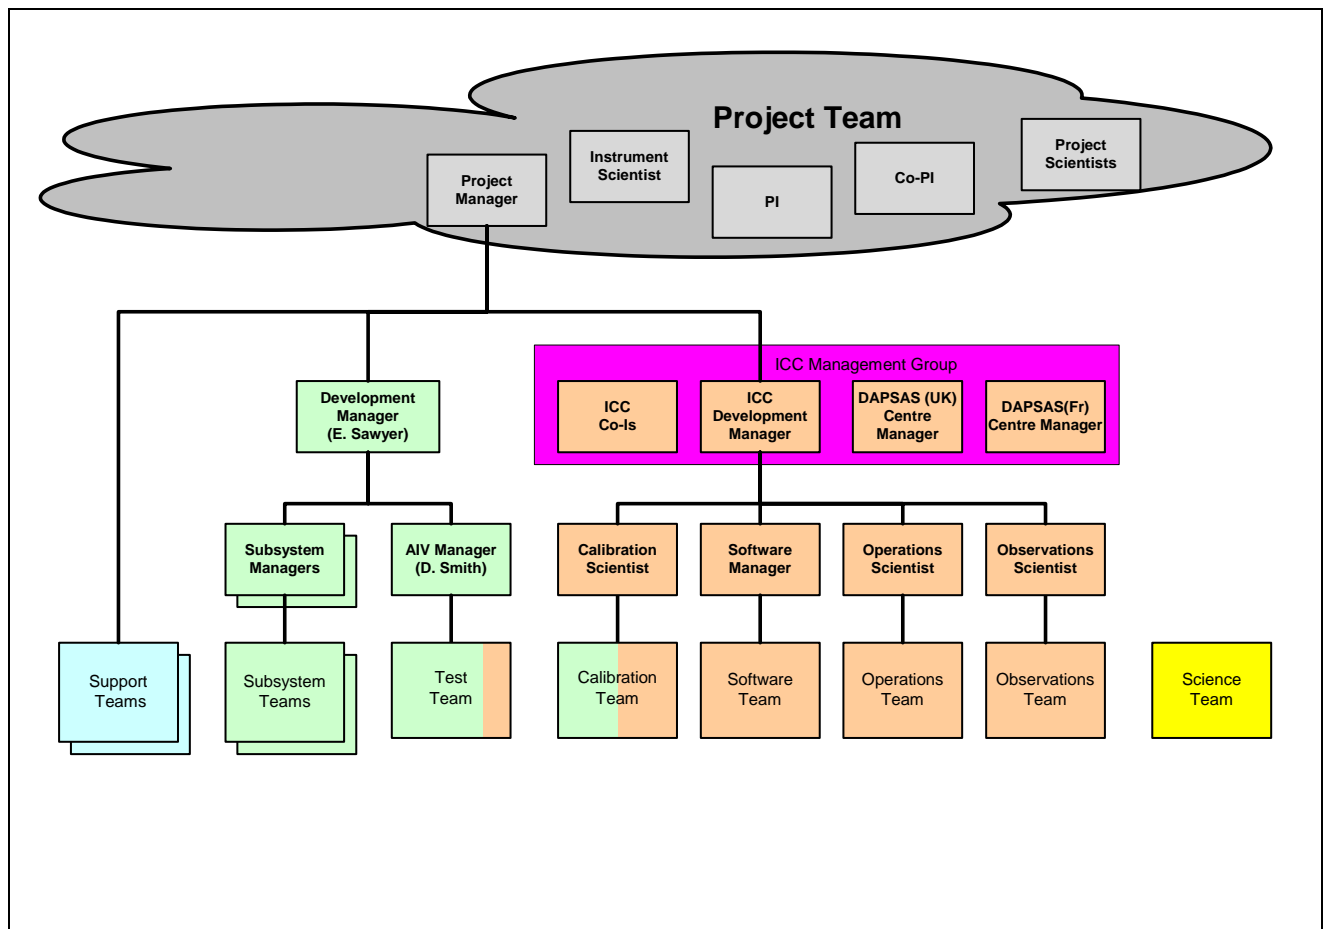 Project Team
Project
Manager
Instrument
Scientist
PI
Co-PI
Project
Scientists
ICC Management Group
Development
Manager
(E. Sawyer)
ICC
Co-Is
ICC
Development
Manager
DAPSAS (UK)
Centre
Manager
DAPSAS(Fr)
Centre Manager
Subsystem
Managers
AIV Manager
(D. Smith)
Calibration
Scientist
Software
Manager
Operations
Scientist
Observations
Scientist
Support
Teams
Subsystem
Teams
Test
Team
Calibration
Team
Software
Team
Operations
Team
Observations
Team
Science
Team